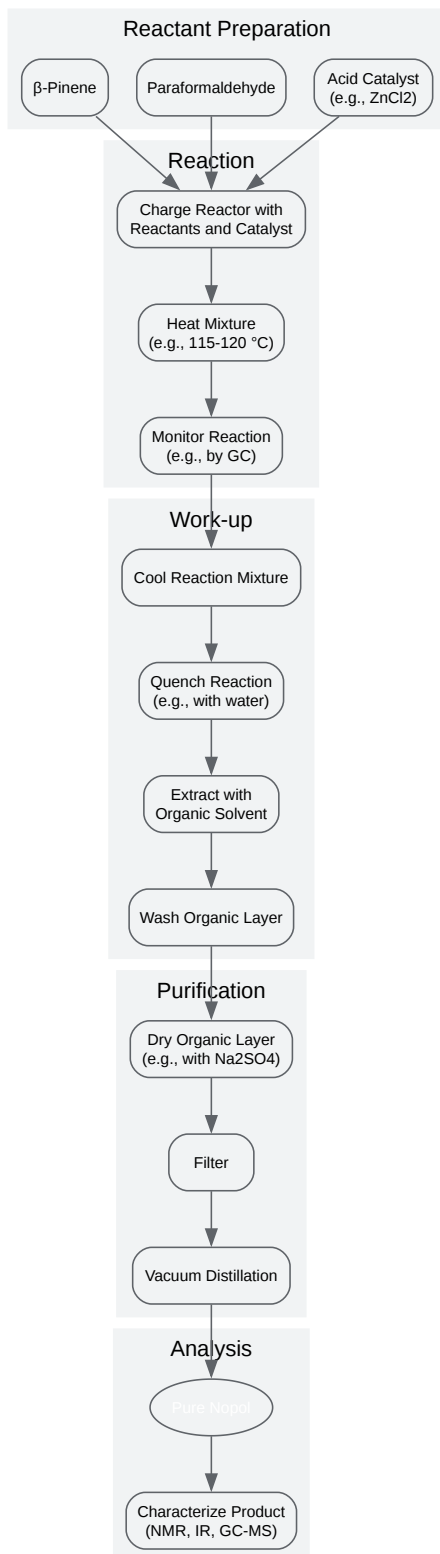 Reactant Preparation
β-Pinene
Paraformaldehyde
Acid Catalyst
(e.g., ZnCl2)
Reaction
Charge Reactor with
Reactants and Catalyst
Heat Mixture
(e.g., 115-120 °C)
Monitor Reaction
(e.g., by GC)
Work-up
Cool Reaction Mixture
Quench Reaction
(e.g., with water)
Extract with
Organic Solvent
Wash Organic Layer
Purification
Dry Organic Layer
(e.g., with Na2SO4)
Filter
Vacuum Distillation
Analysis
Pure Nopol
Characterize Product
(NMR, IR, GC-MS)